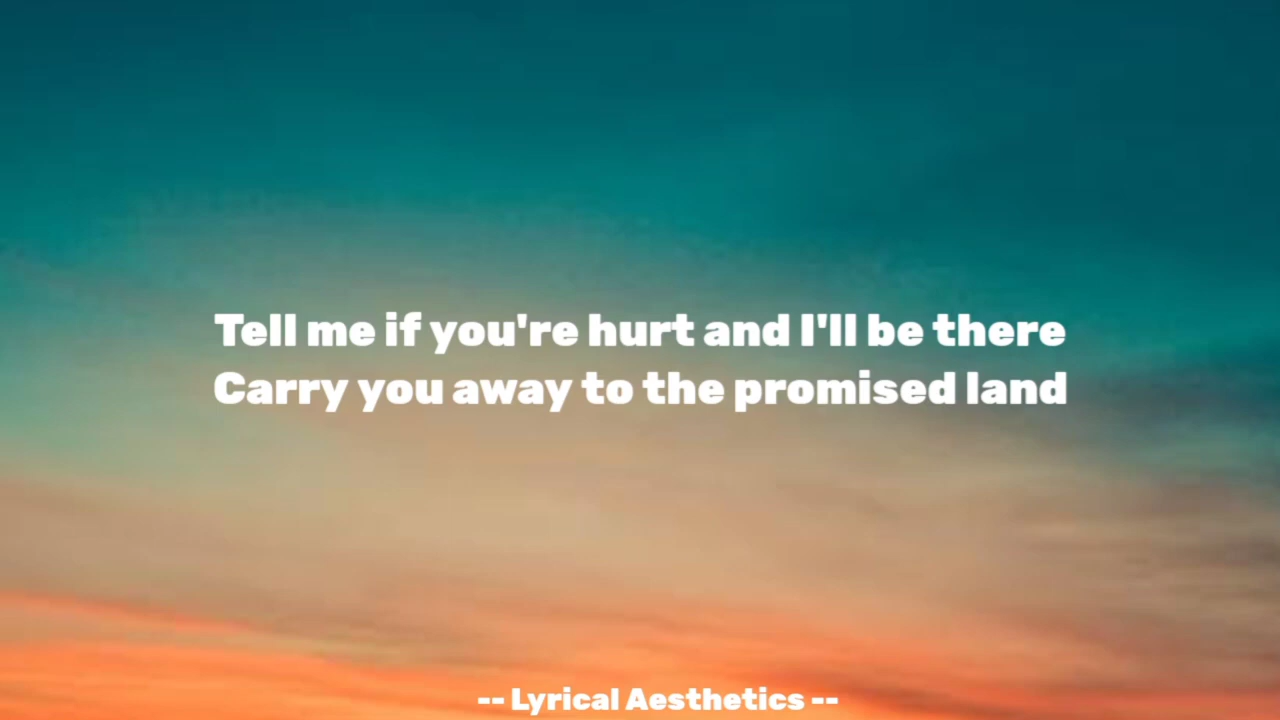 Tell me if you're hurt and I'll be there
Carry you away to the promised land
-- Lyrical Aesthetics --